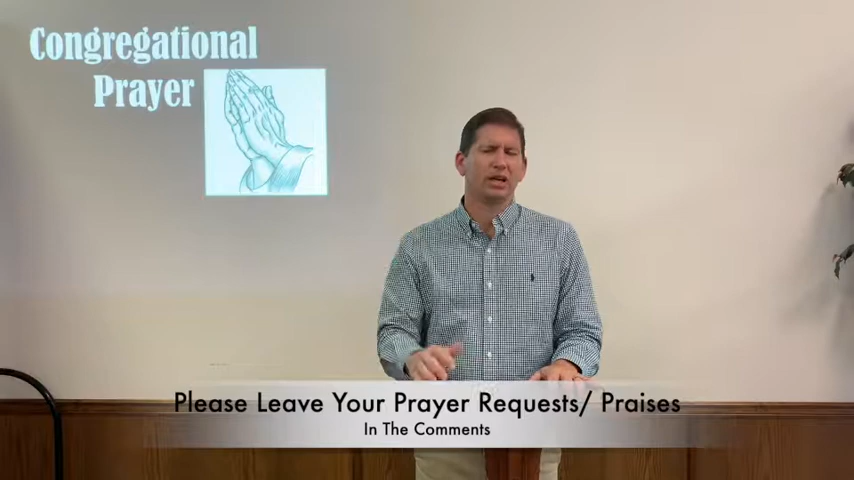 Congregational
Prayer
Please Leave Your Prayer Requests/ Praises
In The Comments